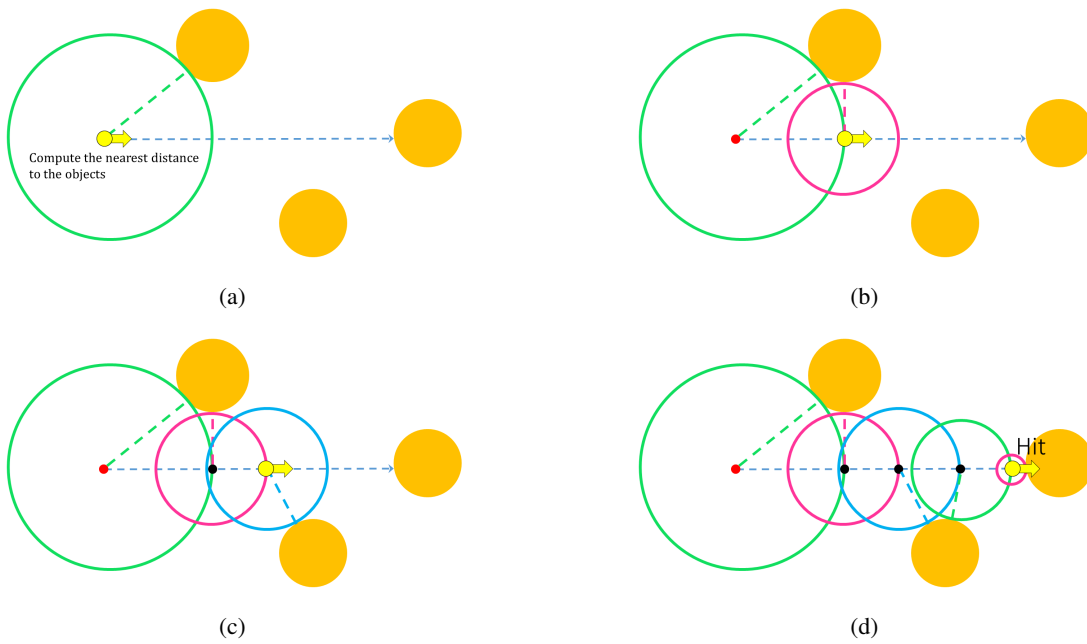 Compute the nearest distance
to the objects
(a)
(b)
Hit
(c)
(d)